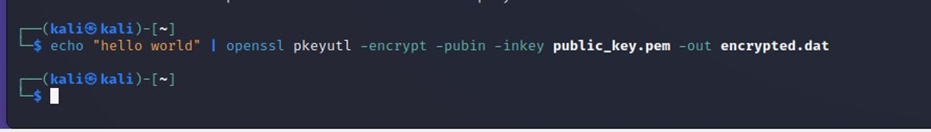 ┌──(kali㉿kali)-[~]
└─$ echo "hello world" | openssl pkeyutl -encrypt -pubin -inkey public_key.pem -out encrypted.dat
┌──(kali㉿kali)-[~]
└─$